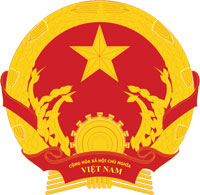 CỘNG HÒA XÃ HỘI CHỦ NGHĨA
VIỆT NAM